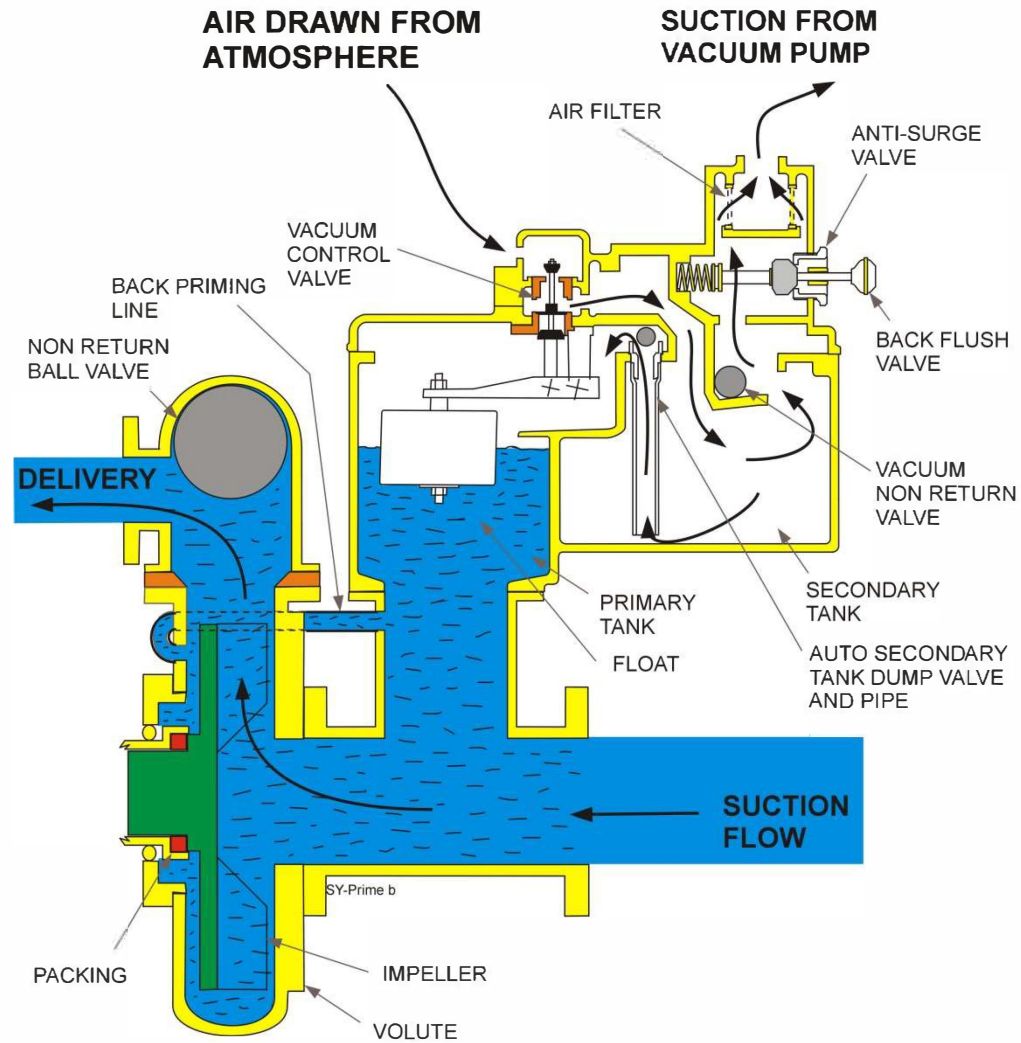 AIR DRAWN FROM
ATMOSPHERE
SUCTION FROM
VACUUM PUMP
AIR FILTER
ANTI-SURGE
VALVE
VACUUM
CONTROL
VALVE
BACK PRIMING
LINE
NON RETURN
BALL VALVE
BACK FLUSH
VALVE
DELIVERY
VACUUM
NON RETURN
VALVE
PRIMARY
TANK
SECONDARY
TANK
FLOAT
AUTO SECONDARY
TANK DUMP VALVE
AND PIPE
SUCTION
FLOW
SY-Prime b
PACKING
IMPELLER
VOLUTE